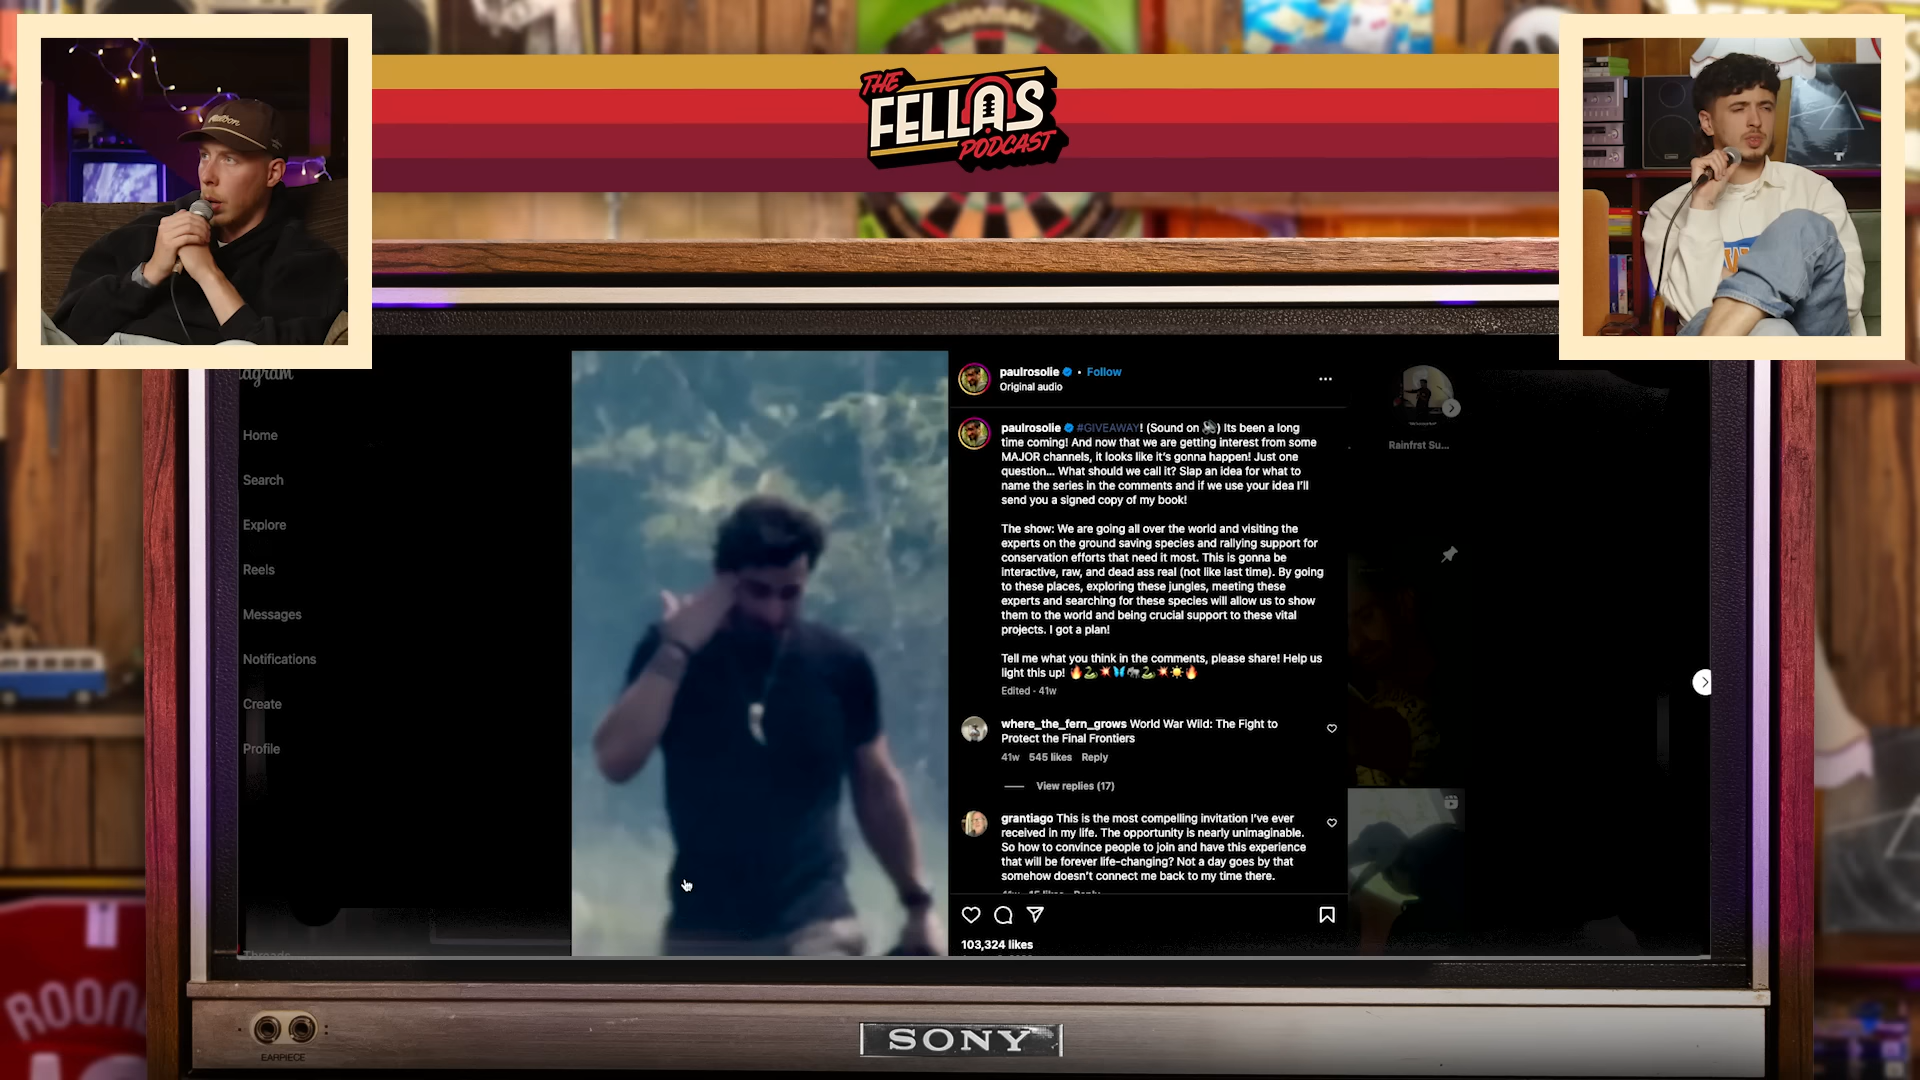 THE
FELLAS
PODCAST
agram
Home
Search
Explore
Reels
Messages
Notifications
Create
Profile
Threads
paulrosolie • Follow
Original audio
paulrosolie #GIVEAWAY! (Sound on 🔊) Its been a long
time coming! And now that we are getting interest from some
MAJOR channels, it looks like it's gonna happen! Just one
question... What should we call it? Slap an idea for what to
name the series in the comments and if we use your idea I'll
send you a signed copy of my book!
The show: We are going all over the world and visiting the
experts on the ground saving species and rallying support for
conservation efforts that need it most. This is gonna be
interactive, raw, and dead ass real (not like last time). By going
to these places, exploring these jungles, meeting these
experts and searching for these species will allow us to show
them to the world and being crucial support to these vital
projects. I got a plan!
Tell me what you think in the comments, please share! Help us
light this up! 🔥🐍💥🦋🐘🐍💥☀️🔥
Edited · 41w
where_the_fern_grows World War Wild: The Fight to
Protect the Final Frontiers
41w 545 likes Reply
View replies (17)
grantiago This is the most compelling invitation I've ever
received in my life. The opportunity is nearly unimaginable.
So how to convince people to join and have this experience
that will be forever life-changing? Not a day goes by that
somehow doesn't connect me back to my time there.
103,324 likes
Rainfrst Su...
SONY
EARPIECE
ROON